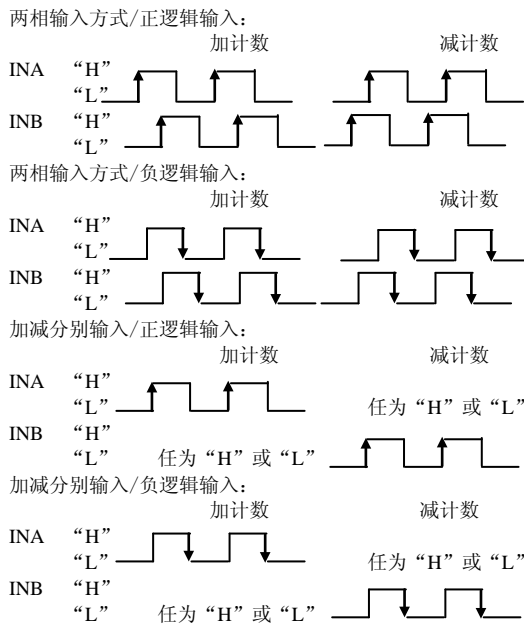 两相输入方式/正逻辑输入：
加计数 减计数
INA “H”
“L”
INB “H”
“L”
两相输入方式/负逻辑输入：
加计数 减计数
INA “H”
“L”
INB “H”
“L”
加减分别输入/正逻辑输入：
加计数 减计数
INA “H”
“L” 任为“H”或“L”
INB “H”
“L” 任为“H”或“L”
加减分别输入/负逻辑输入：
加计数 减计数
INA “H”
“L” 任为“H”或“L”
INB “H”
“L” 任为“H”或“L”